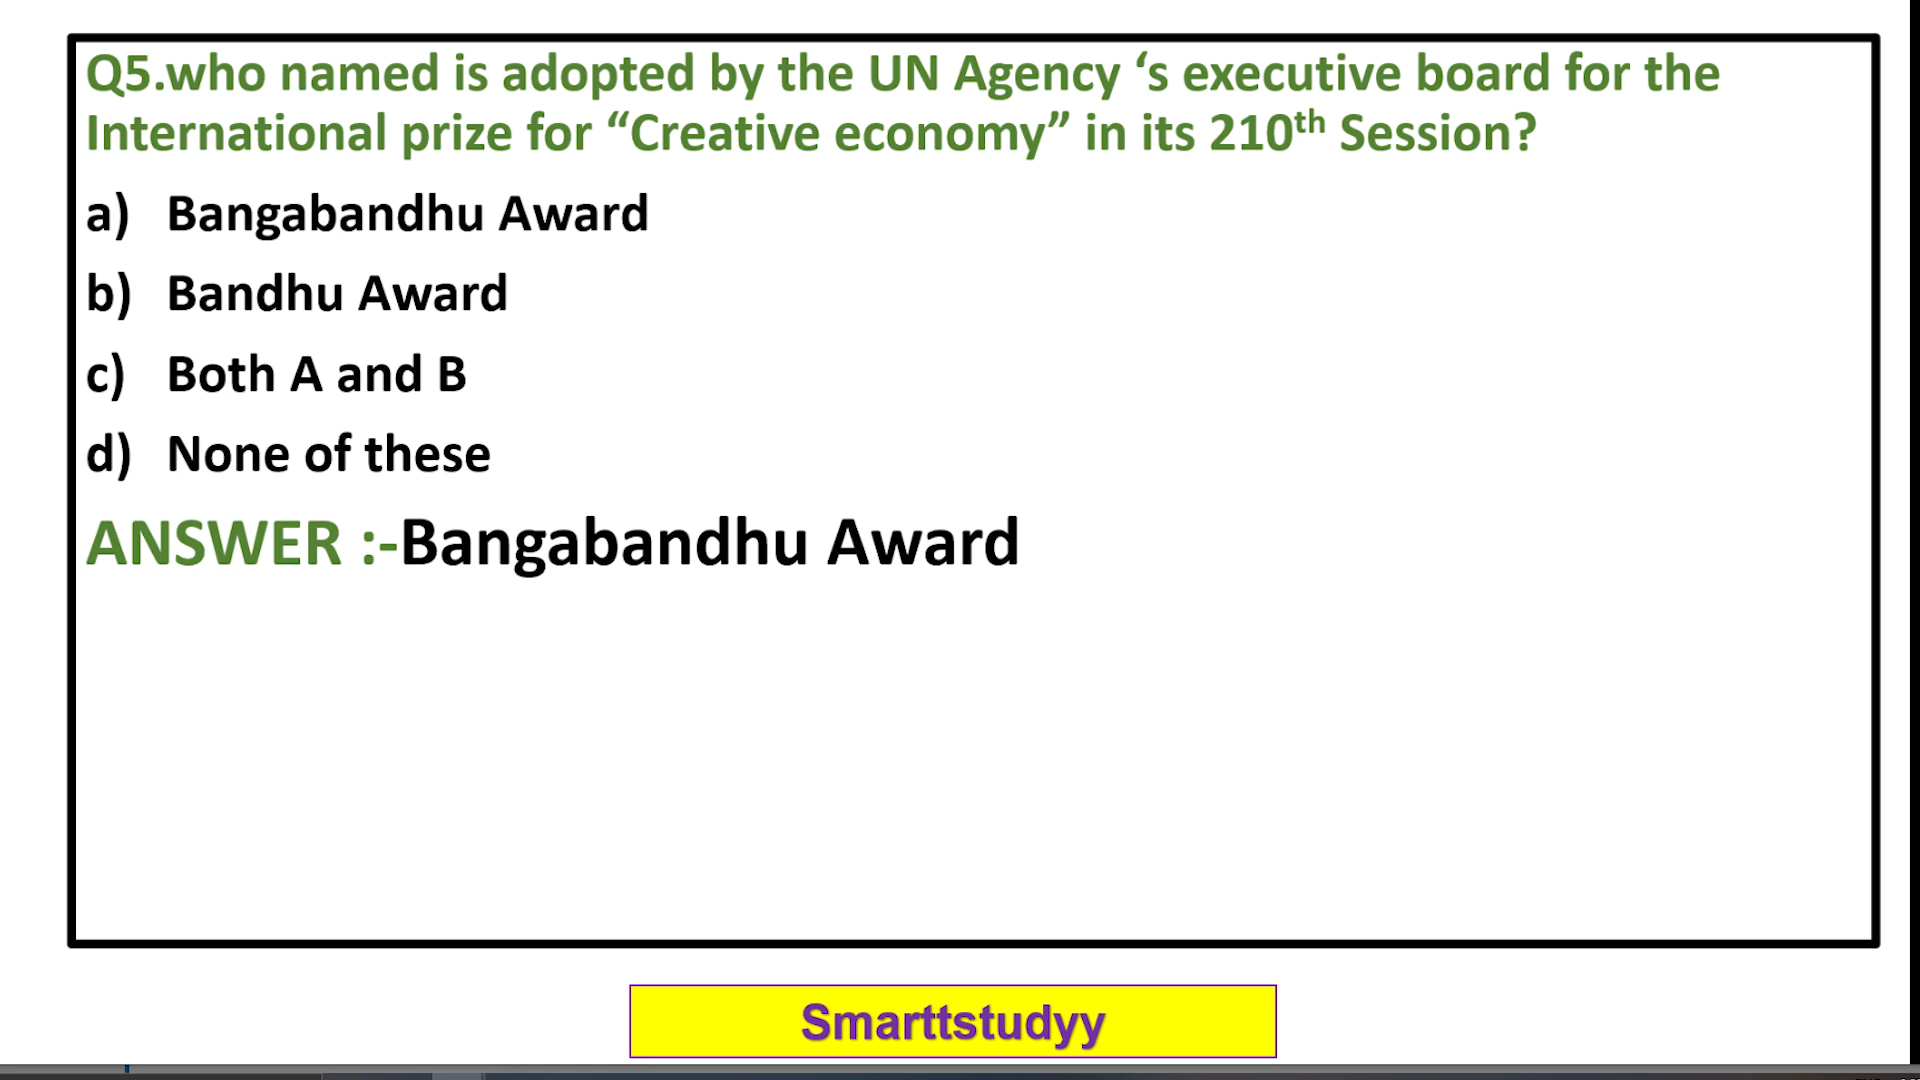 Q5.who named is adopted by the UN Agency ‘s executive board for the
International prize for “Creative economy” in its 210th Session?
a) Bangabandhu Award
b) Bandhu Award
c) Both A and B
d) None of these
ANSWER :-Bangabandhu Award
Smarttstudyy